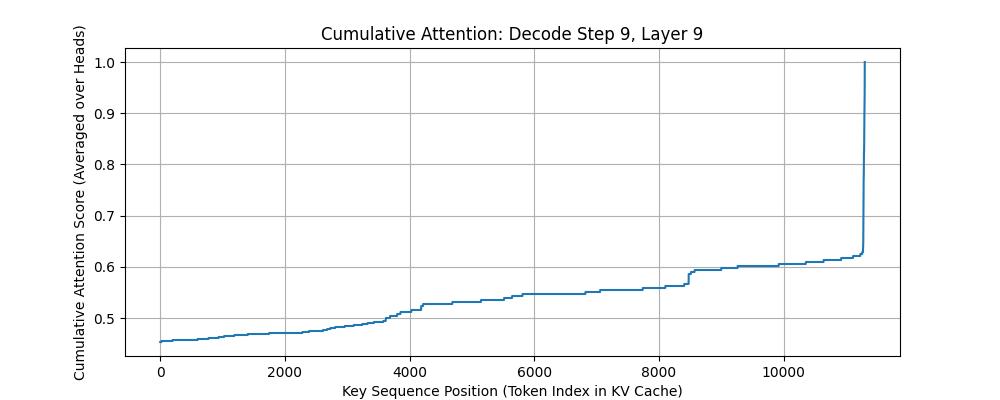 Cumulative Attention: Decode Step 9, Layer 9
Cumulative Attention Score (Averaged over Heads)
1.0
0.9
0.8
0.7
0.6
0.5
0 2000 4000 6000 8000 10000
Key Sequence Position (Token Index in KV Cache)